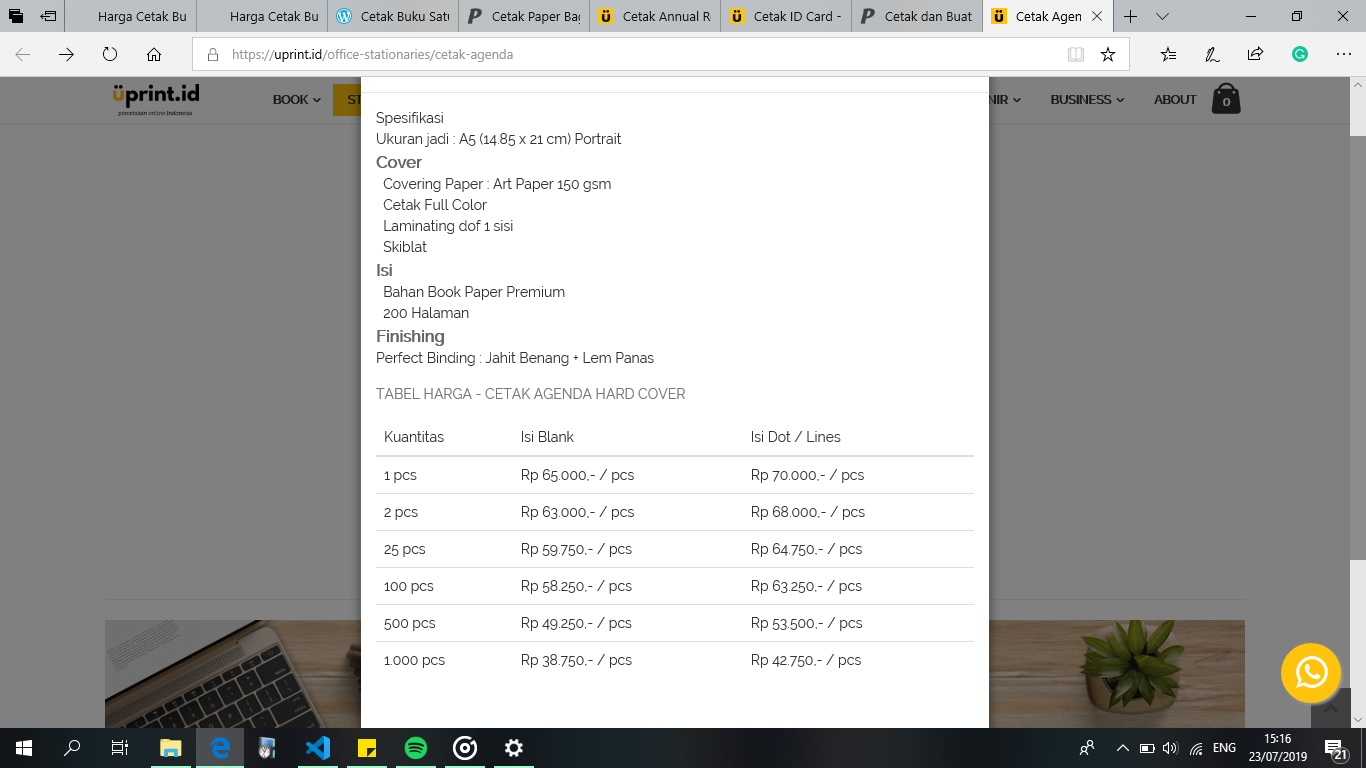 Harga Cetak Bu
Harga Cetak Bu
Cetak Buku Satu
Cetak Paper Bag
Cetak Annual R
Cetak ID Card -
Cetak dan Buat
Cetak Agen
https://uprint.id/office-stationaries/cetak-agenda
üprint.id
percetakan online Indonesia
BOOK
ST
NIR
BUSINESS
ABOUT
0
Spesifikasi
Ukuran jadi : A5 (14.85 x 21 cm) Portrait
Cover
Covering Paper : Art Paper 150 gsm
Cetak Full Color
Laminating dof 1 sisi
Skiblat
Isi
Bahan Book Paper Premium
200 Halaman
Finishing
Perfect Binding : Jahit Benang + Lem Panas
TABEL HARGA - CETAK AGENDA HARD COVER
Kuantitas Isi Blank Isi Dot / Lines
1 pcs Rp 65.000,- / pcs Rp 70.000,- / pcs
2 pcs Rp 63.000,- / pcs Rp 68.000,- / pcs
25 pcs Rp 59.750,- / pcs Rp 64.750,- / pcs
100 pcs Rp 58.250,- / pcs Rp 63.250,- / pcs
500 pcs Rp 49.250,- / pcs Rp 53.500,- / pcs
1.000 pcs Rp 38.750,- / pcs Rp 42.750,- / pcs
ENG
15:16
23/07/2019
21